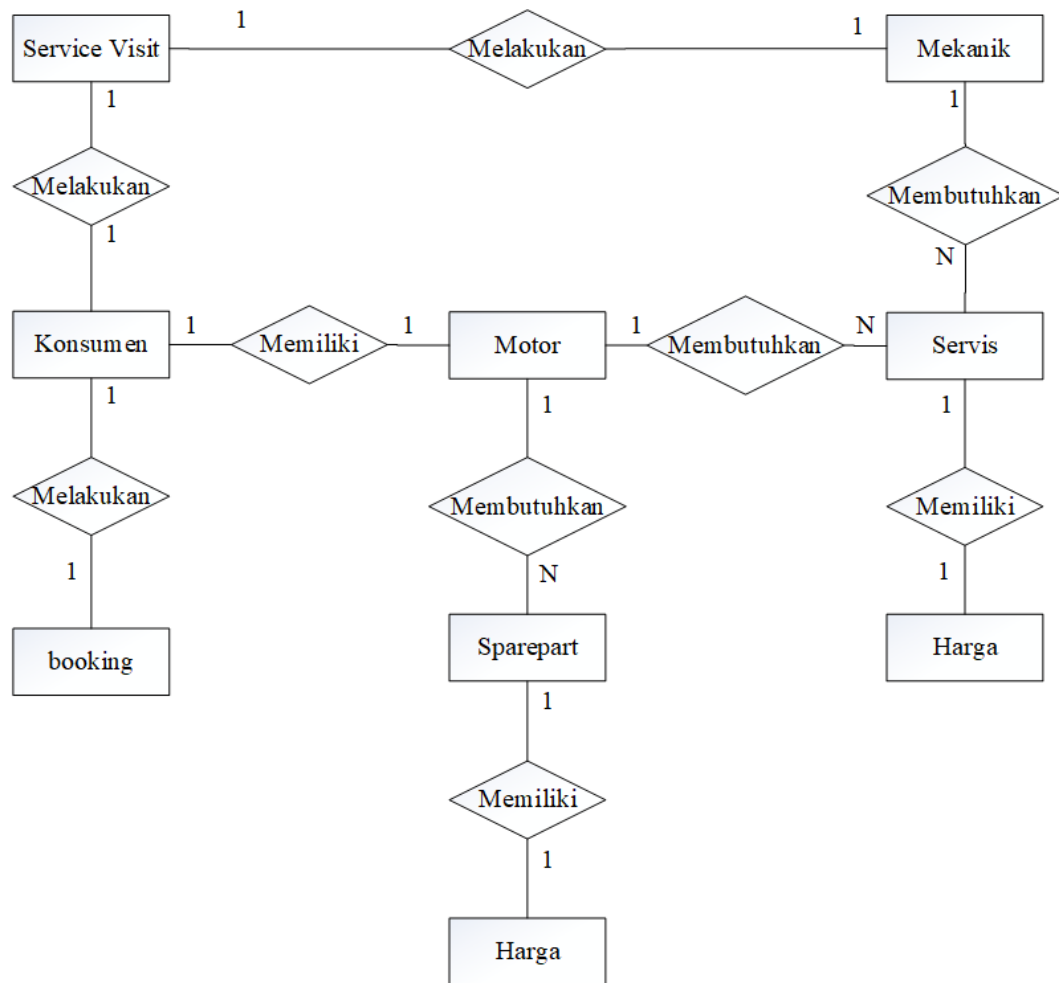 1
1
Service Visit
Melakukan
Mekanik
1
1
Melakukan
Membutuhkan
1
N
1
1
1
N
Konsumen
Memiliki
Motor
Membutuhkan
Servis
1
1
1
Melakukan
Membutuhkan
Memiliki
1
N
1
booking
Sparepart
Harga
1
Memiliki
1
Harga